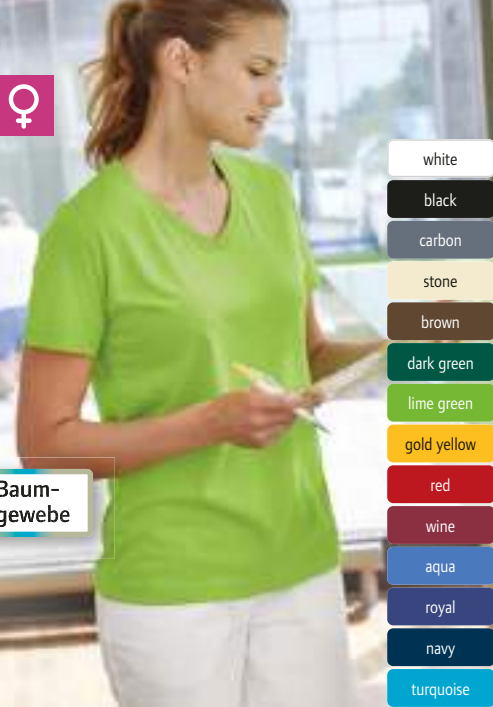 white
black
carbon
stone
brown
dark green
lime green
gold yellow
red
wine
aqua
royal
navy
turquoise
Baum-
gewebe